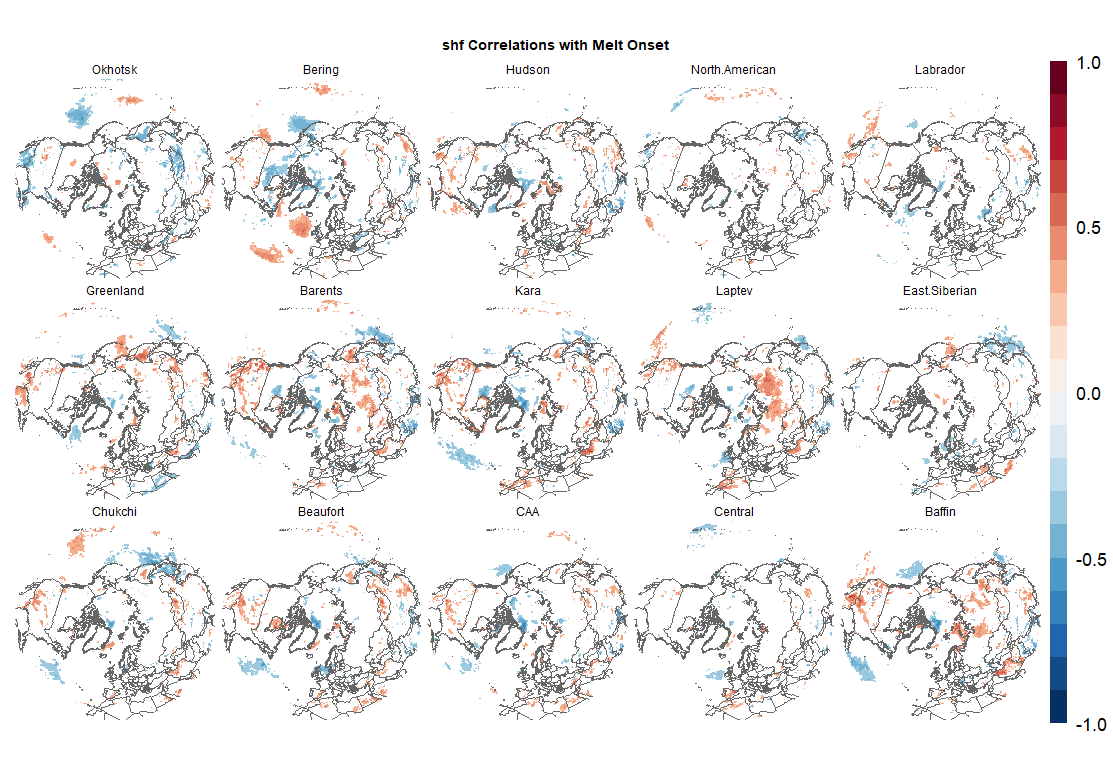 shf Correlations with Melt Onset
Okhotsk
Bering
Hudson
North.American
Labrador
Greenland
Barents
Kara
Laptev
East.Siberian
Chukchi
Beaufort
CAA
Central
Baffin
1.0
0.5
0.0
-0.5
-1.0